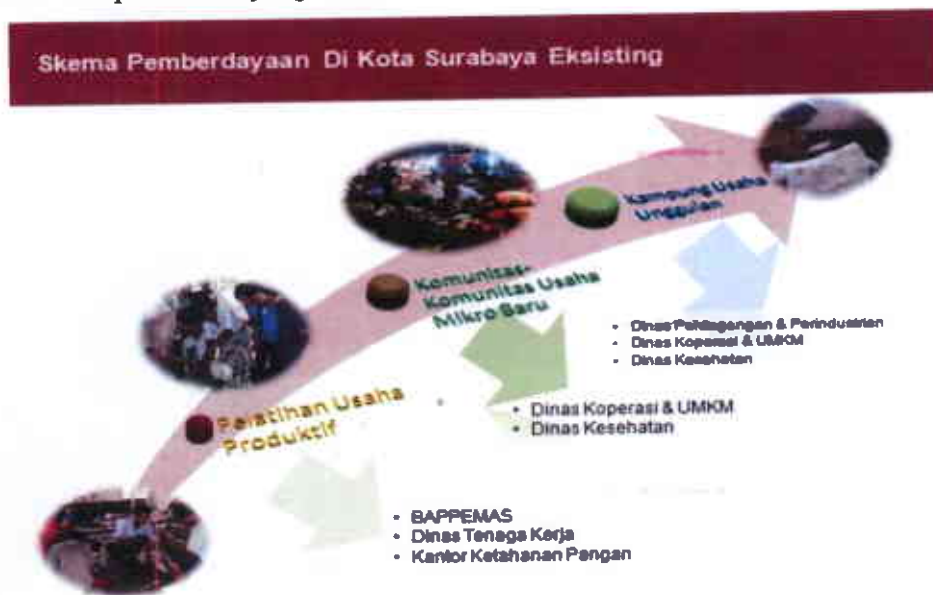 Skema Pemberdayaan Di Kota Surabaya Eksisting
Kampung Usaha
Unggulan
Komunitas-
Komunitas Usaha
Mikro Baru
• Dinas Perdagangan & Perindustrian
• Dinas Koperasi & UMKM
• Dinas Kesehatan
Pelatihan Usaha
Produktif
• Dinas Koperasi & UMKM
• Dinas Kesehatan
• BAPPEMAS
• Dinas Tenaga Kerja
• Kantor Ketahanan Pangan